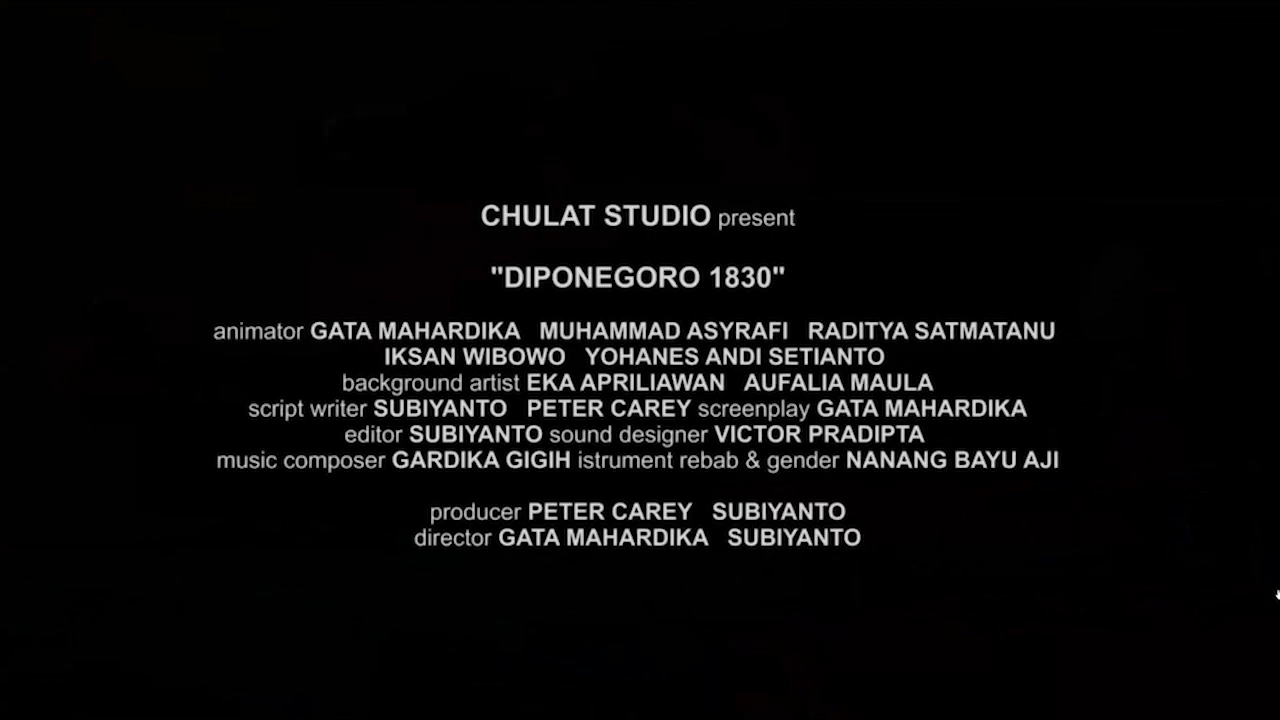 CHULAT STUDIO present
"DIPONEGORO 1830"
animator GATA MAHARDIKA MUHAMMAD ASYRAFI RADITYA SATMATANU
IKSAN WIBOWO YOHANES ANDI SETIANTO
background artist EKA APRILIAWAN AUFALIA MAULA
script writer SUBIYANTO PETER CAREY screenplay GATA MAHARDIKA
editor SUBIYANTO sound designer VICTOR PRADIPTA
music composer GARDIKA GIGIH istrument rebab & gender NANANG BAYU AJI
producer PETER CAREY SUBIYANTO
director GATA MAHARDIKA SUBIYANTO